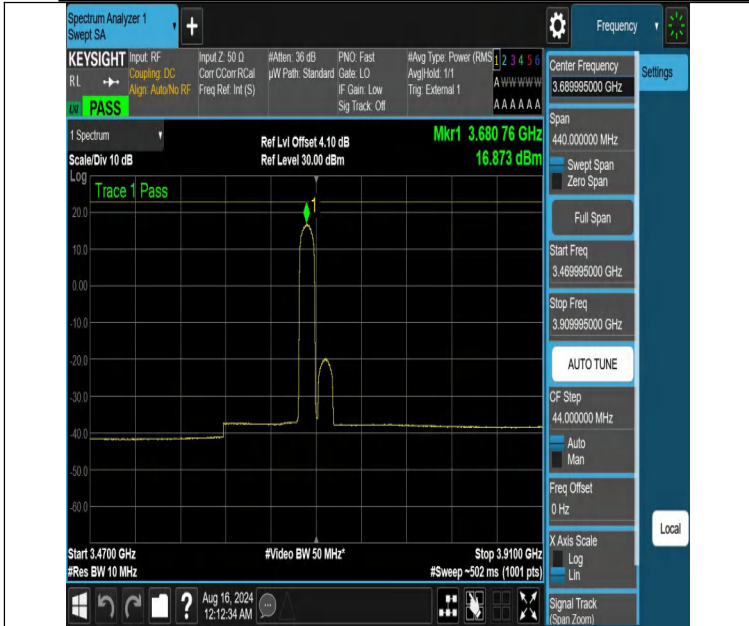 Spectrum Analyzer 1
Swept SA
+
Frequency
KEYSIGHT
RL
LXI
PASS
Input: RF
Coupling: DC
Align: Auto/No RF
Input Z: 50 Ω
Corr CCorr RCal
Freq Ref: Int (S)
#Atten: 36 dB
µW Path: Standard
PNO: Fast
Gate: LO
IF Gain: Low
Sig Track: Off
#Avg Type: Power (RMS
Avg|Hold: 1/1
Trig: External 1
1 2 3 4 5 6
A W W W W W
A A A A A A
1 Spectrum
Scale/Div 10 dB
Log
Ref Lvl Offset 4.10 dB
Ref Level 30.00 dBm
Mkr1 3.680 76 GHz
16.873 dBm
Trace 1 Pass
1
20.0
10.0
0.00
-10.0
-20.0
-30.0
-40.0
-50.0
-60.0
Start 3.4700 GHz
#Res BW 10 MHz
#Video BW 50 MHz*
Stop 3.9100 GHz
#Sweep ~502 ms (1001 pts)
Center Frequency
3.689995000 GHz
Settings
Span
440.000000 MHz
Swept Span
Zero Span
Full Span
Start Freq
3.469995000 GHz
Stop Freq
3.909995000 GHz
AUTO TUNE
CF Step
44.000000 MHz
Auto
Man
Freq Offset
0 Hz
Local
X Axis Scale
Log
Lin
Signal Track
(Span Zoom)
?
Aug 16, 2024
12:12:34 AM